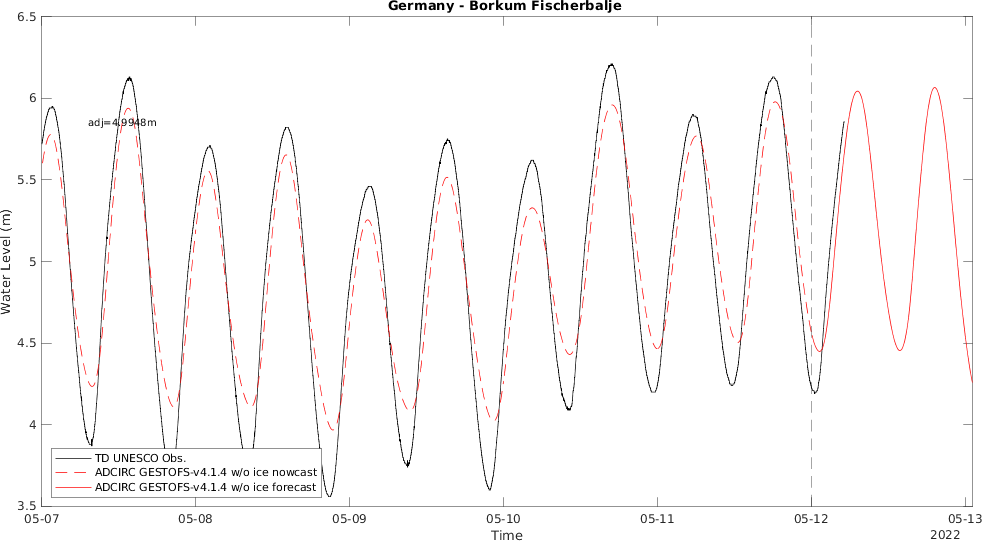 Germany - Borkum Fischerbalje
6.5
6
5.5
5
4.5
4
3.5
Water Level (m)
adj=4.9948m
TD UNESCO Obs.
ADCIRC GESTOFS-v4.1.4 w/o ice nowcast
ADCIRC GESTOFS-v4.1.4 w/o ice forecast
05-07 05-08 05-09 05-10 05-11 05-12 05-13
Time
2022